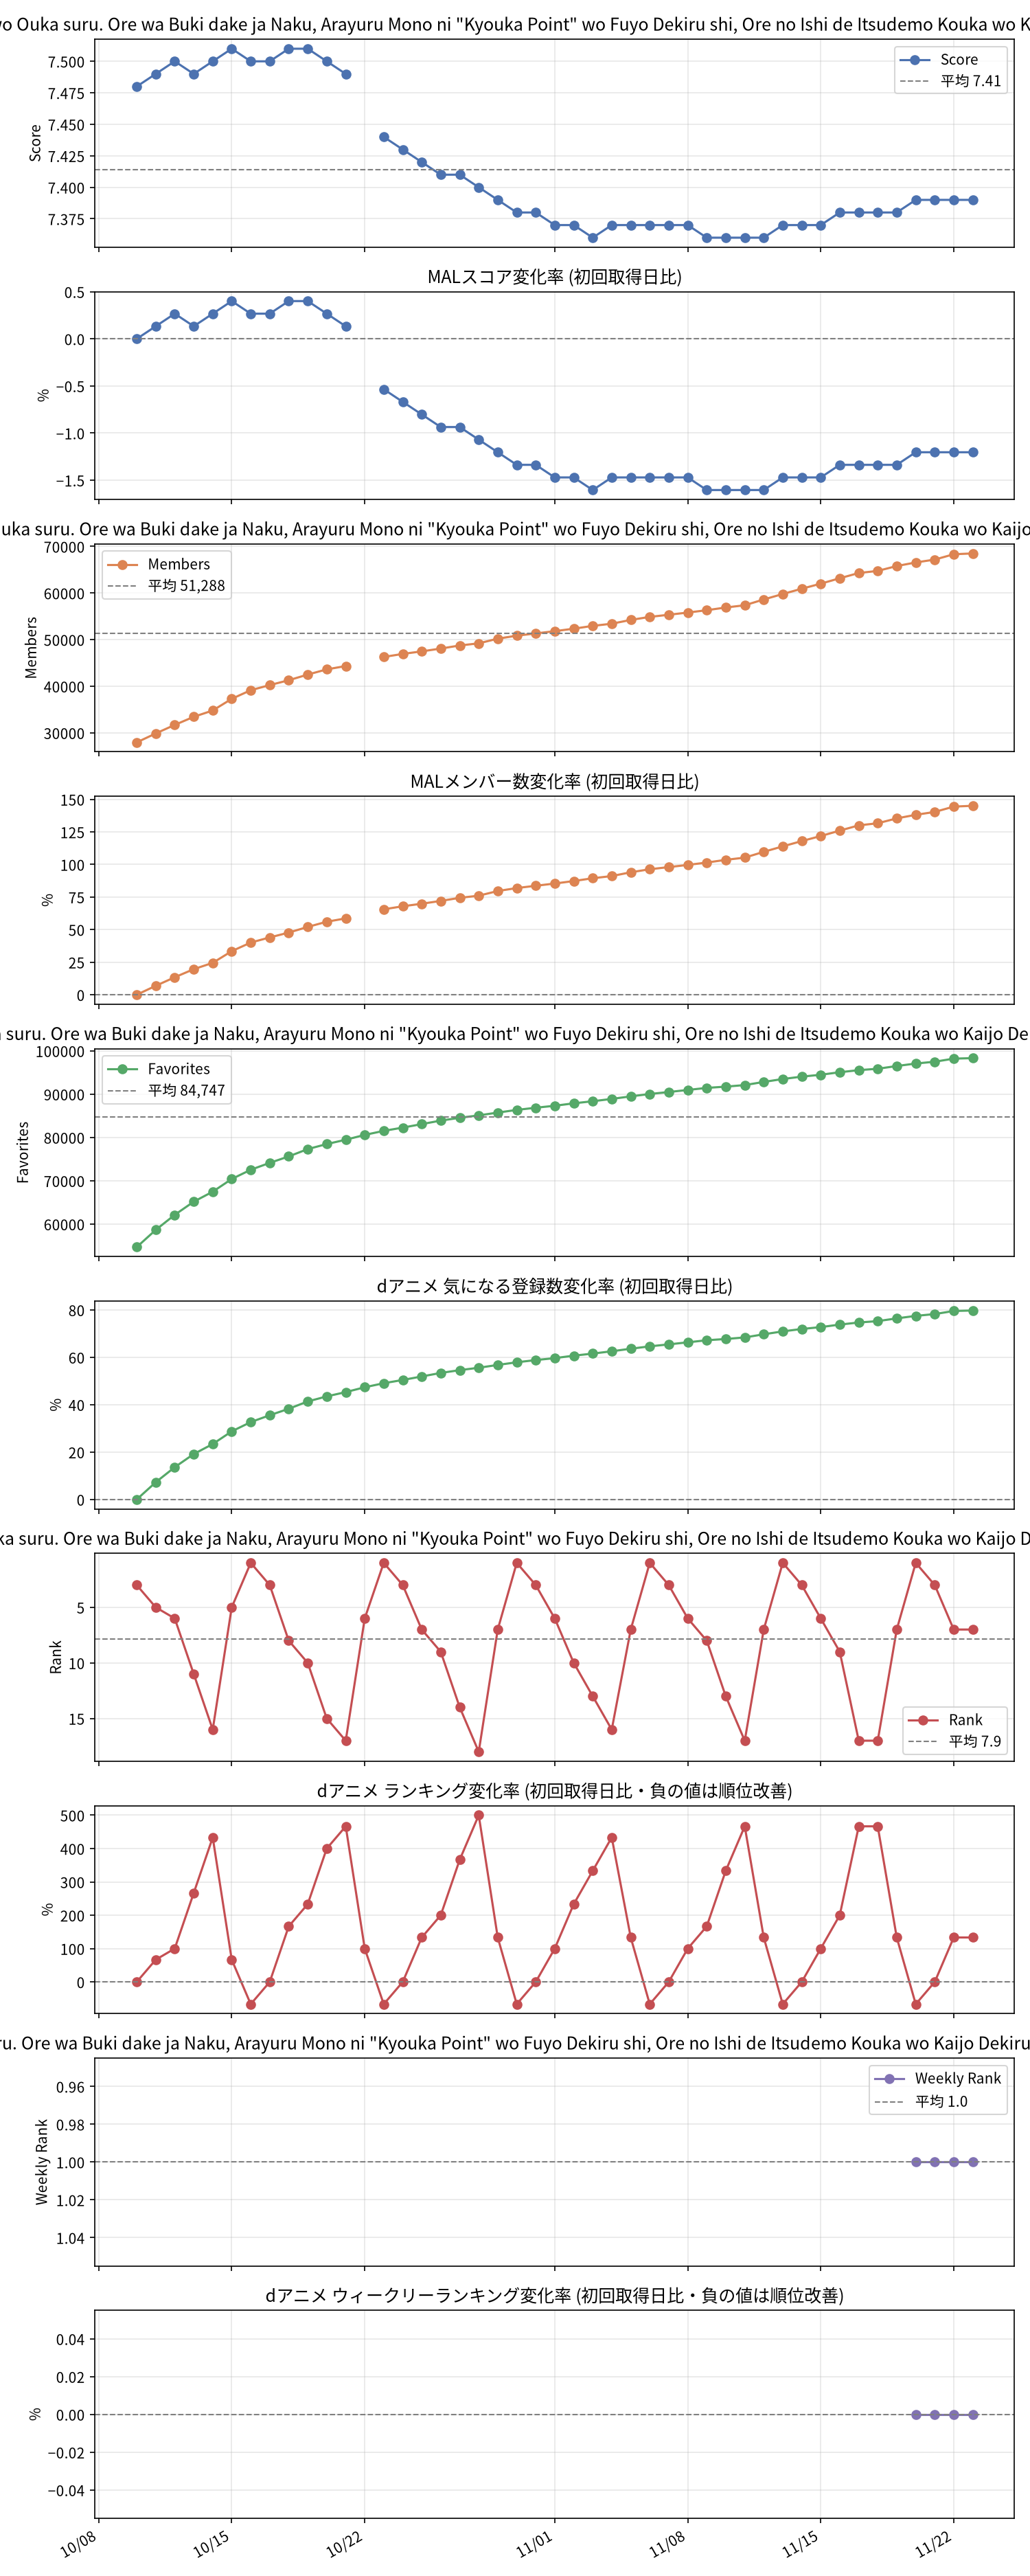 wo Ouka suru. Ore wa Buki dake ja Naku, Arayuru Mono ni "Kyouka Point" wo Fuyo Dekiru shi, Ore no Ishi de Itsudemo Kouka wo K
Score
7.500
7.475
7.450
7.425
7.400
7.375
Score
平均 7.41
MALスコア変化率 (初回取得日比)
%
0.5
0.0
−0.5
−1.0
−1.5
uka suru. Ore wa Buki dake ja Naku, Arayuru Mono ni "Kyouka Point" wo Fuyo Dekiru shi, Ore no Ishi de Itsudemo Kouka wo Kaijo
Members
70000
60000
50000
40000
30000
Members
平均 51,288
MALメンバー数変化率 (初回取得日比)
%
150
125
100
75
50
25
0
suru. Ore wa Buki dake ja Naku, Arayuru Mono ni "Kyouka Point" wo Fuyo Dekiru shi, Ore no Ishi de Itsudemo Kouka wo Kaijo De
Favorites
100000
90000
80000
70000
60000
Favorites
平均 84,747
dアニメ 気になる登録数変化率 (初回取得日比)
%
80
60
40
20
0
ka suru. Ore wa Buki dake ja Naku, Arayuru Mono ni "Kyouka Point" wo Fuyo Dekiru shi, Ore no Ishi de Itsudemo Kouka wo Kaijo D
Rank
5
10
15
Rank
平均 7.9
dアニメ ランキング変化率 (初回取得日比・負の値は順位改善)
%
500
400
300
200
100
0
ru. Ore wa Buki dake ja Naku, Arayuru Mono ni "Kyouka Point" wo Fuyo Dekiru shi, Ore no Ishi de Itsudemo Kouka wo Kaijo Dekiru
Weekly Rank
0.96
0.98
1.00
1.02
1.04
Weekly Rank
平均 1.0
dアニメ ウィークリーランキング変化率 (初回取得日比・負の値は順位改善)
%
0.04
0.02
0.00
−0.02
−0.04
10/08
10/15
10/22
11/01
11/08
11/15
11/22